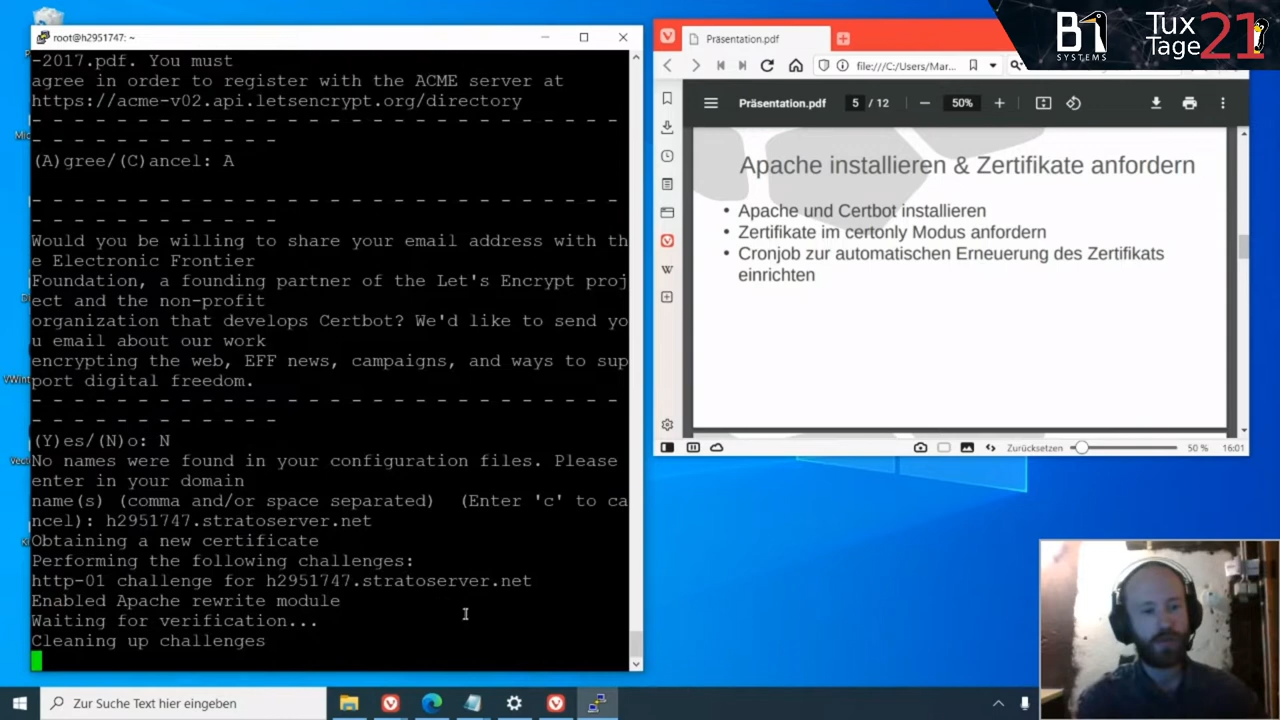 root@h2951747: ~
-2017.pdf. You must
agree in order to register with the ACME server at
https://acme-v02.api.letsencrypt.org/directory
- - - - - - - - - - - - - - - - - - - - - - - - - - - -
- - - - - - - - - - - -
(A)gree/(C)ancel: A
- - - - - - - - - - - - - - - - - - - - - - - - - - - -
- - - - - - - - - - - -
Would you be willing to share your email address with th
e Electronic Frontier
Foundation, a founding partner of the Let's Encrypt proj
ect and the non-profit
organization that develops Certbot? We'd like to send yo
u email about our work
encrypting the web, EFF news, campaigns, and ways to sup
port digital freedom.
- - - - - - - - - - - - - - - - - - - - - - - - - - - -
- - - - - - - - - - - -
(Y)es/(N)o: N
No names were found in your configuration files. Please
enter in your domain
name(s) (comma and/or space separated)  (Enter 'c' to ca
ncel): h2951747.stratoserver.net
Obtaining a new certificate
Performing the following challenges:
http-01 challenge for h2951747.stratoserver.net
Enabled Apache rewrite module
Waiting for verification...
Cleaning up challenges
Präsentation.pdf
file:///C:/Users/Mar...
Präsentation.pdf
5 / 12
50%
Apache installieren & Zertifikate anfordern
• Apache und Certbot installieren
• Zertifikate im certonly Modus anfordern
• Cronjob zur automatischen Erneuerung des Zertifikats
einrichten
Zurücksetzen
50 %
16:01
B1
SYSTEMS
Tux
Tage
21
Zur Suche Text hier eingeben